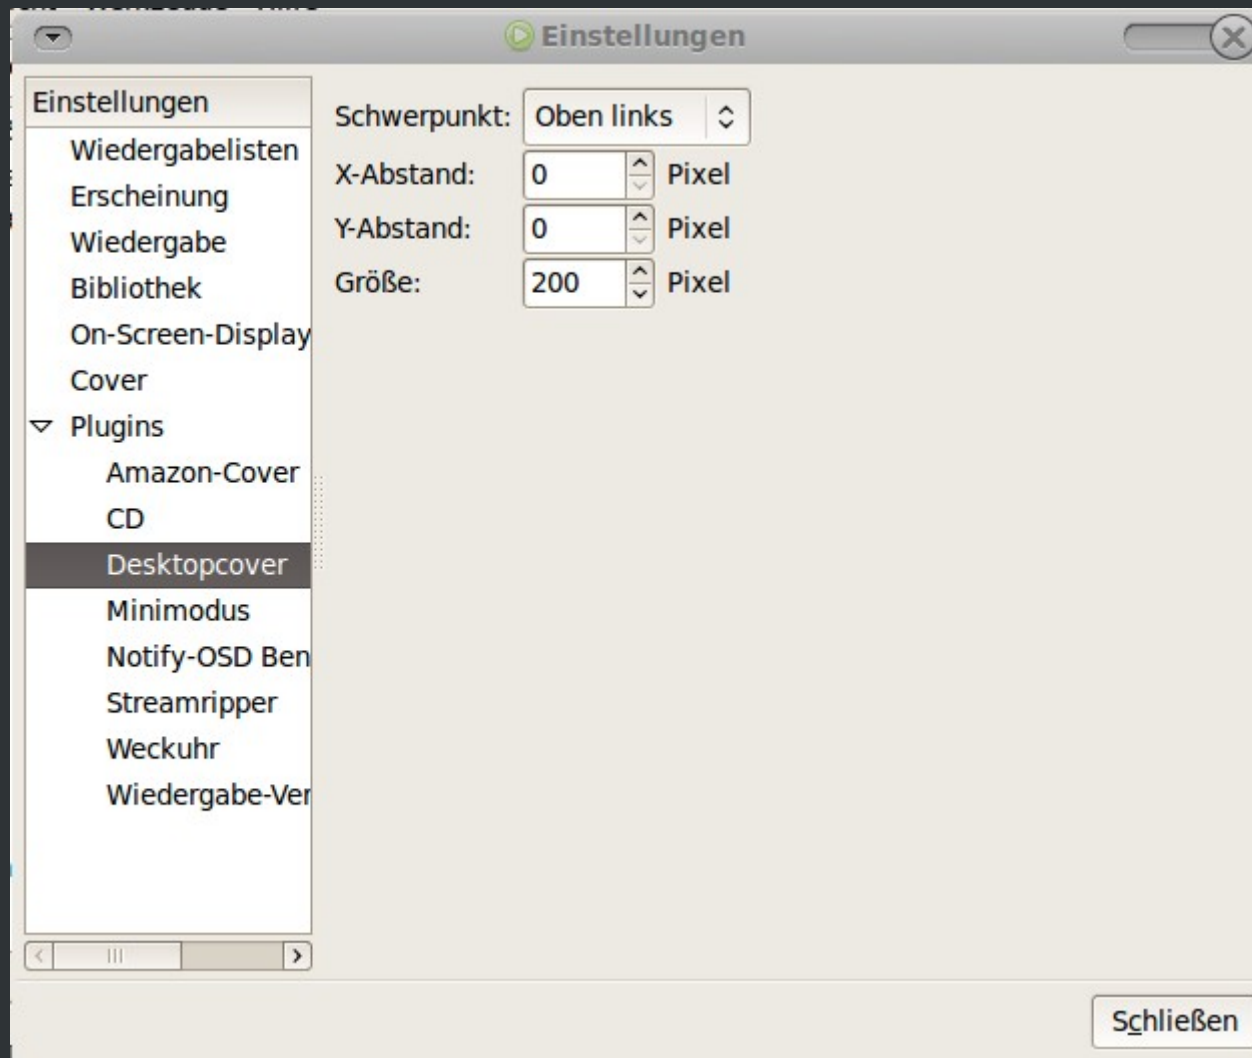 Einstellungen
Einstellungen
Wiedergabelisten
Erscheinung
Wiedergabe
Bibliothek
On-Screen-Display
Cover
Plugins
Amazon-Cover
CD
Desktopcover
Minimodus
Notify-OSD Ben
Streamripper
Weckuhr
Wiedergabe-Ver
Schwerpunkt: Oben links
X-Abstand: 0 Pixel
Y-Abstand: 0 Pixel
Größe: 200 Pixel
Schließen